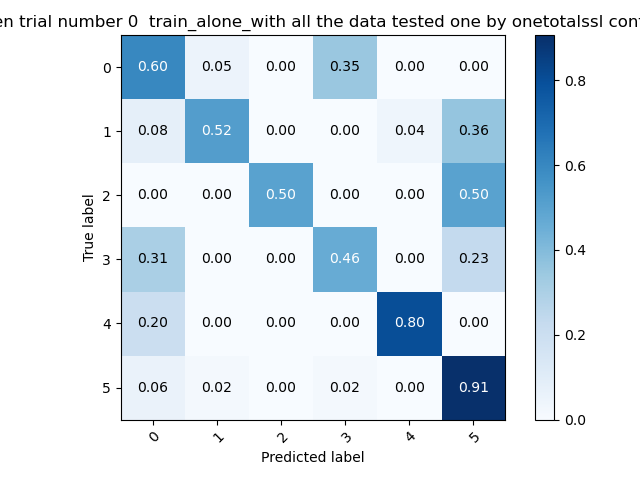 en trial number 0 train_alone_with all the data tested one by onetotalssl con
0 0.60 0.05 0.00 0.35 0.00 0.00
1 0.08 0.52 0.00 0.00 0.04 0.36
2 0.00 0.00 0.50 0.00 0.00 0.50
3 0.31 0.00 0.00 0.46 0.00 0.23
4 0.20 0.00 0.00 0.00 0.80 0.00
5 0.06 0.02 0.00 0.02 0.00 0.91
0 1 2 3 4 5
True label
Predicted label
0.8
0.6
0.4
0.2
0.0